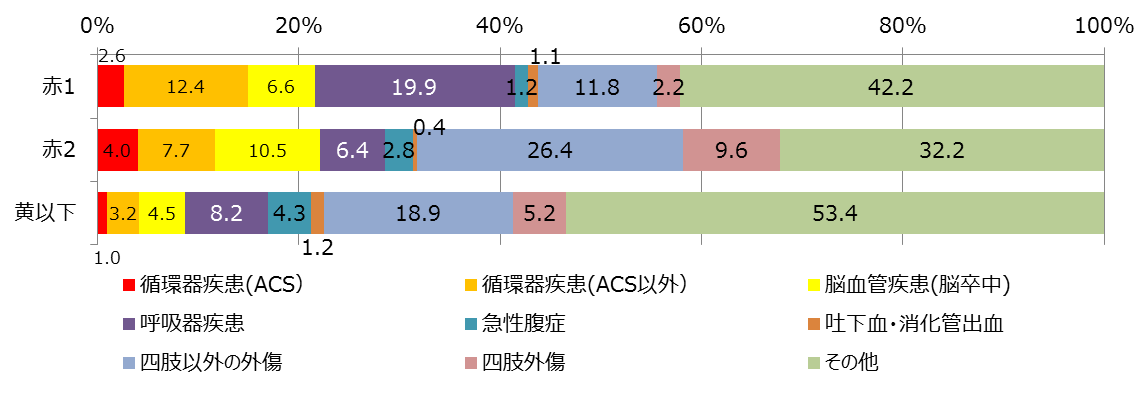 0% 20% 40% 60% 80% 100%
2.6 1.1
赤1 12.4 6.6 19.9 1.2 11.8 2.2 42.2
0.4
赤2 4.0 7.7 10.5 6.4 2.8 26.4 9.6 32.2
黄以下 3.2 4.5 8.2 4.3 18.9 5.2 53.4
1.0 1.2
循環器疾患(ACS) 循環器疾患(ACS以外) 脳血管疾患(脳卒中)
呼吸器疾患 急性腹症 吐下血・消化管出血
四肢以外の外傷 四肢外傷 その他